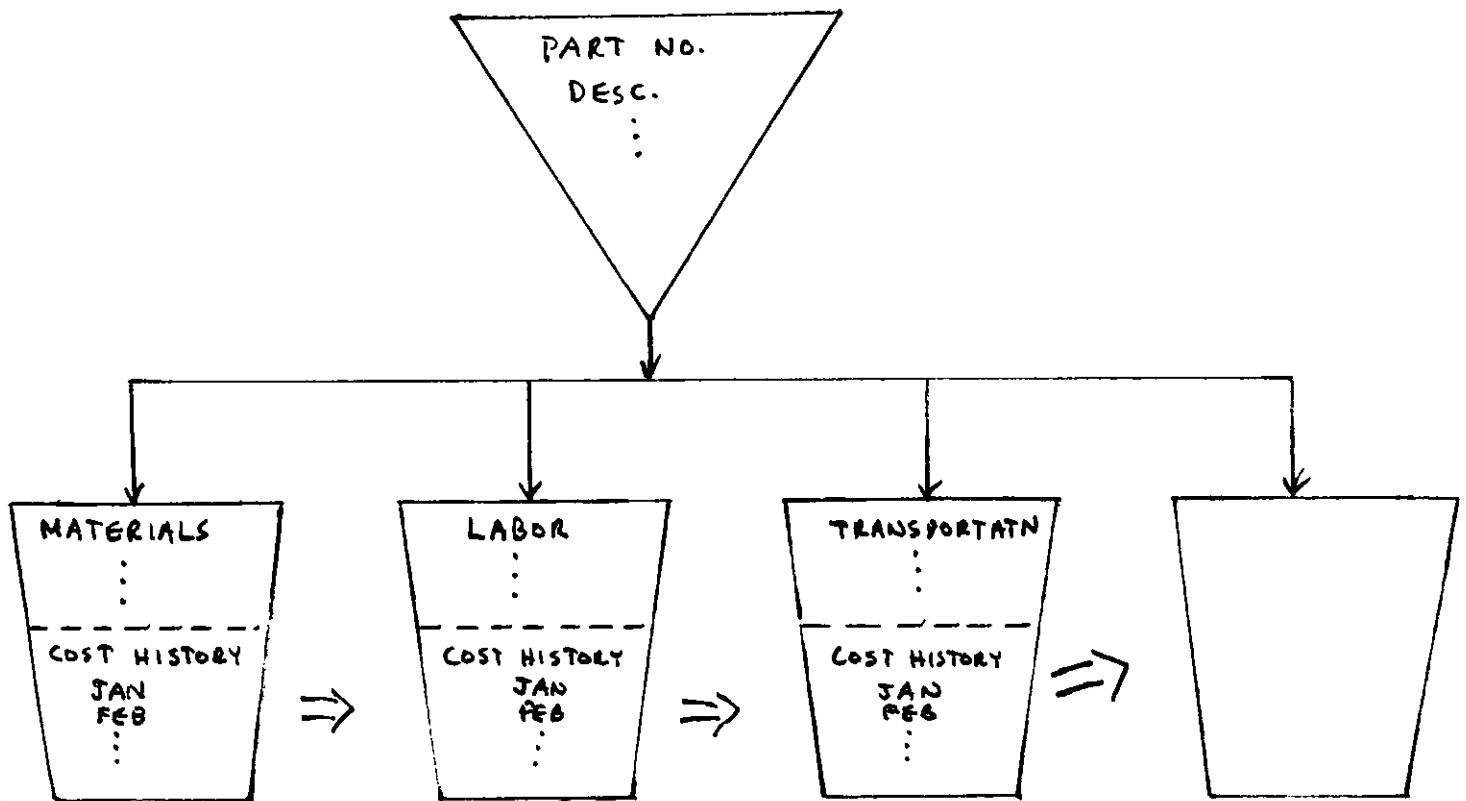 PART NO.
DESC.
MATERIALS
COST HISTORY
JAN
FEB
LABOR
COST HISTORY
JAN
FEB
TRANSPORTATN
COST HISTORY
JAN
FEB